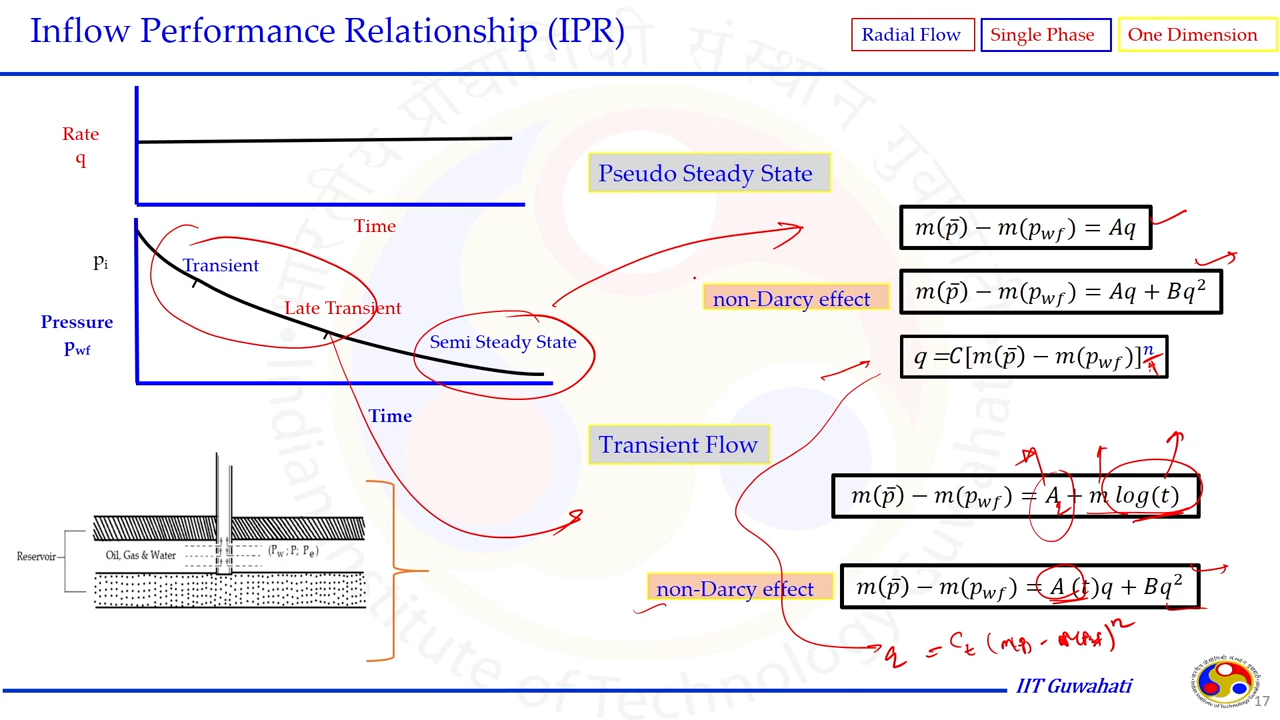 Inflow Performance Relationship (IPR)
Radial Flow
Single Phase
One Dimension
Rate
q
Time
Pseudo Steady State
m(p̄) − m(p_wf) = Aq
non-Darcy effect
m(p̄) − m(p_wf) = Aq + Bq²
q =C[m(p̄) − m(p_wf)]ⁿ
pᵢ
Transient
Late Transient
Semi Steady State
Pressure
p_wf
Time
Transient Flow
m(p̄) − m(p_wf) = A + m log(t)
q
non-Darcy effect
m(p̄) − m(p_wf) = A (t)q + Bq²
Reservoir
Oil, Gas & Water
(P_w ; P; P_e)
IIT Guwahati
17